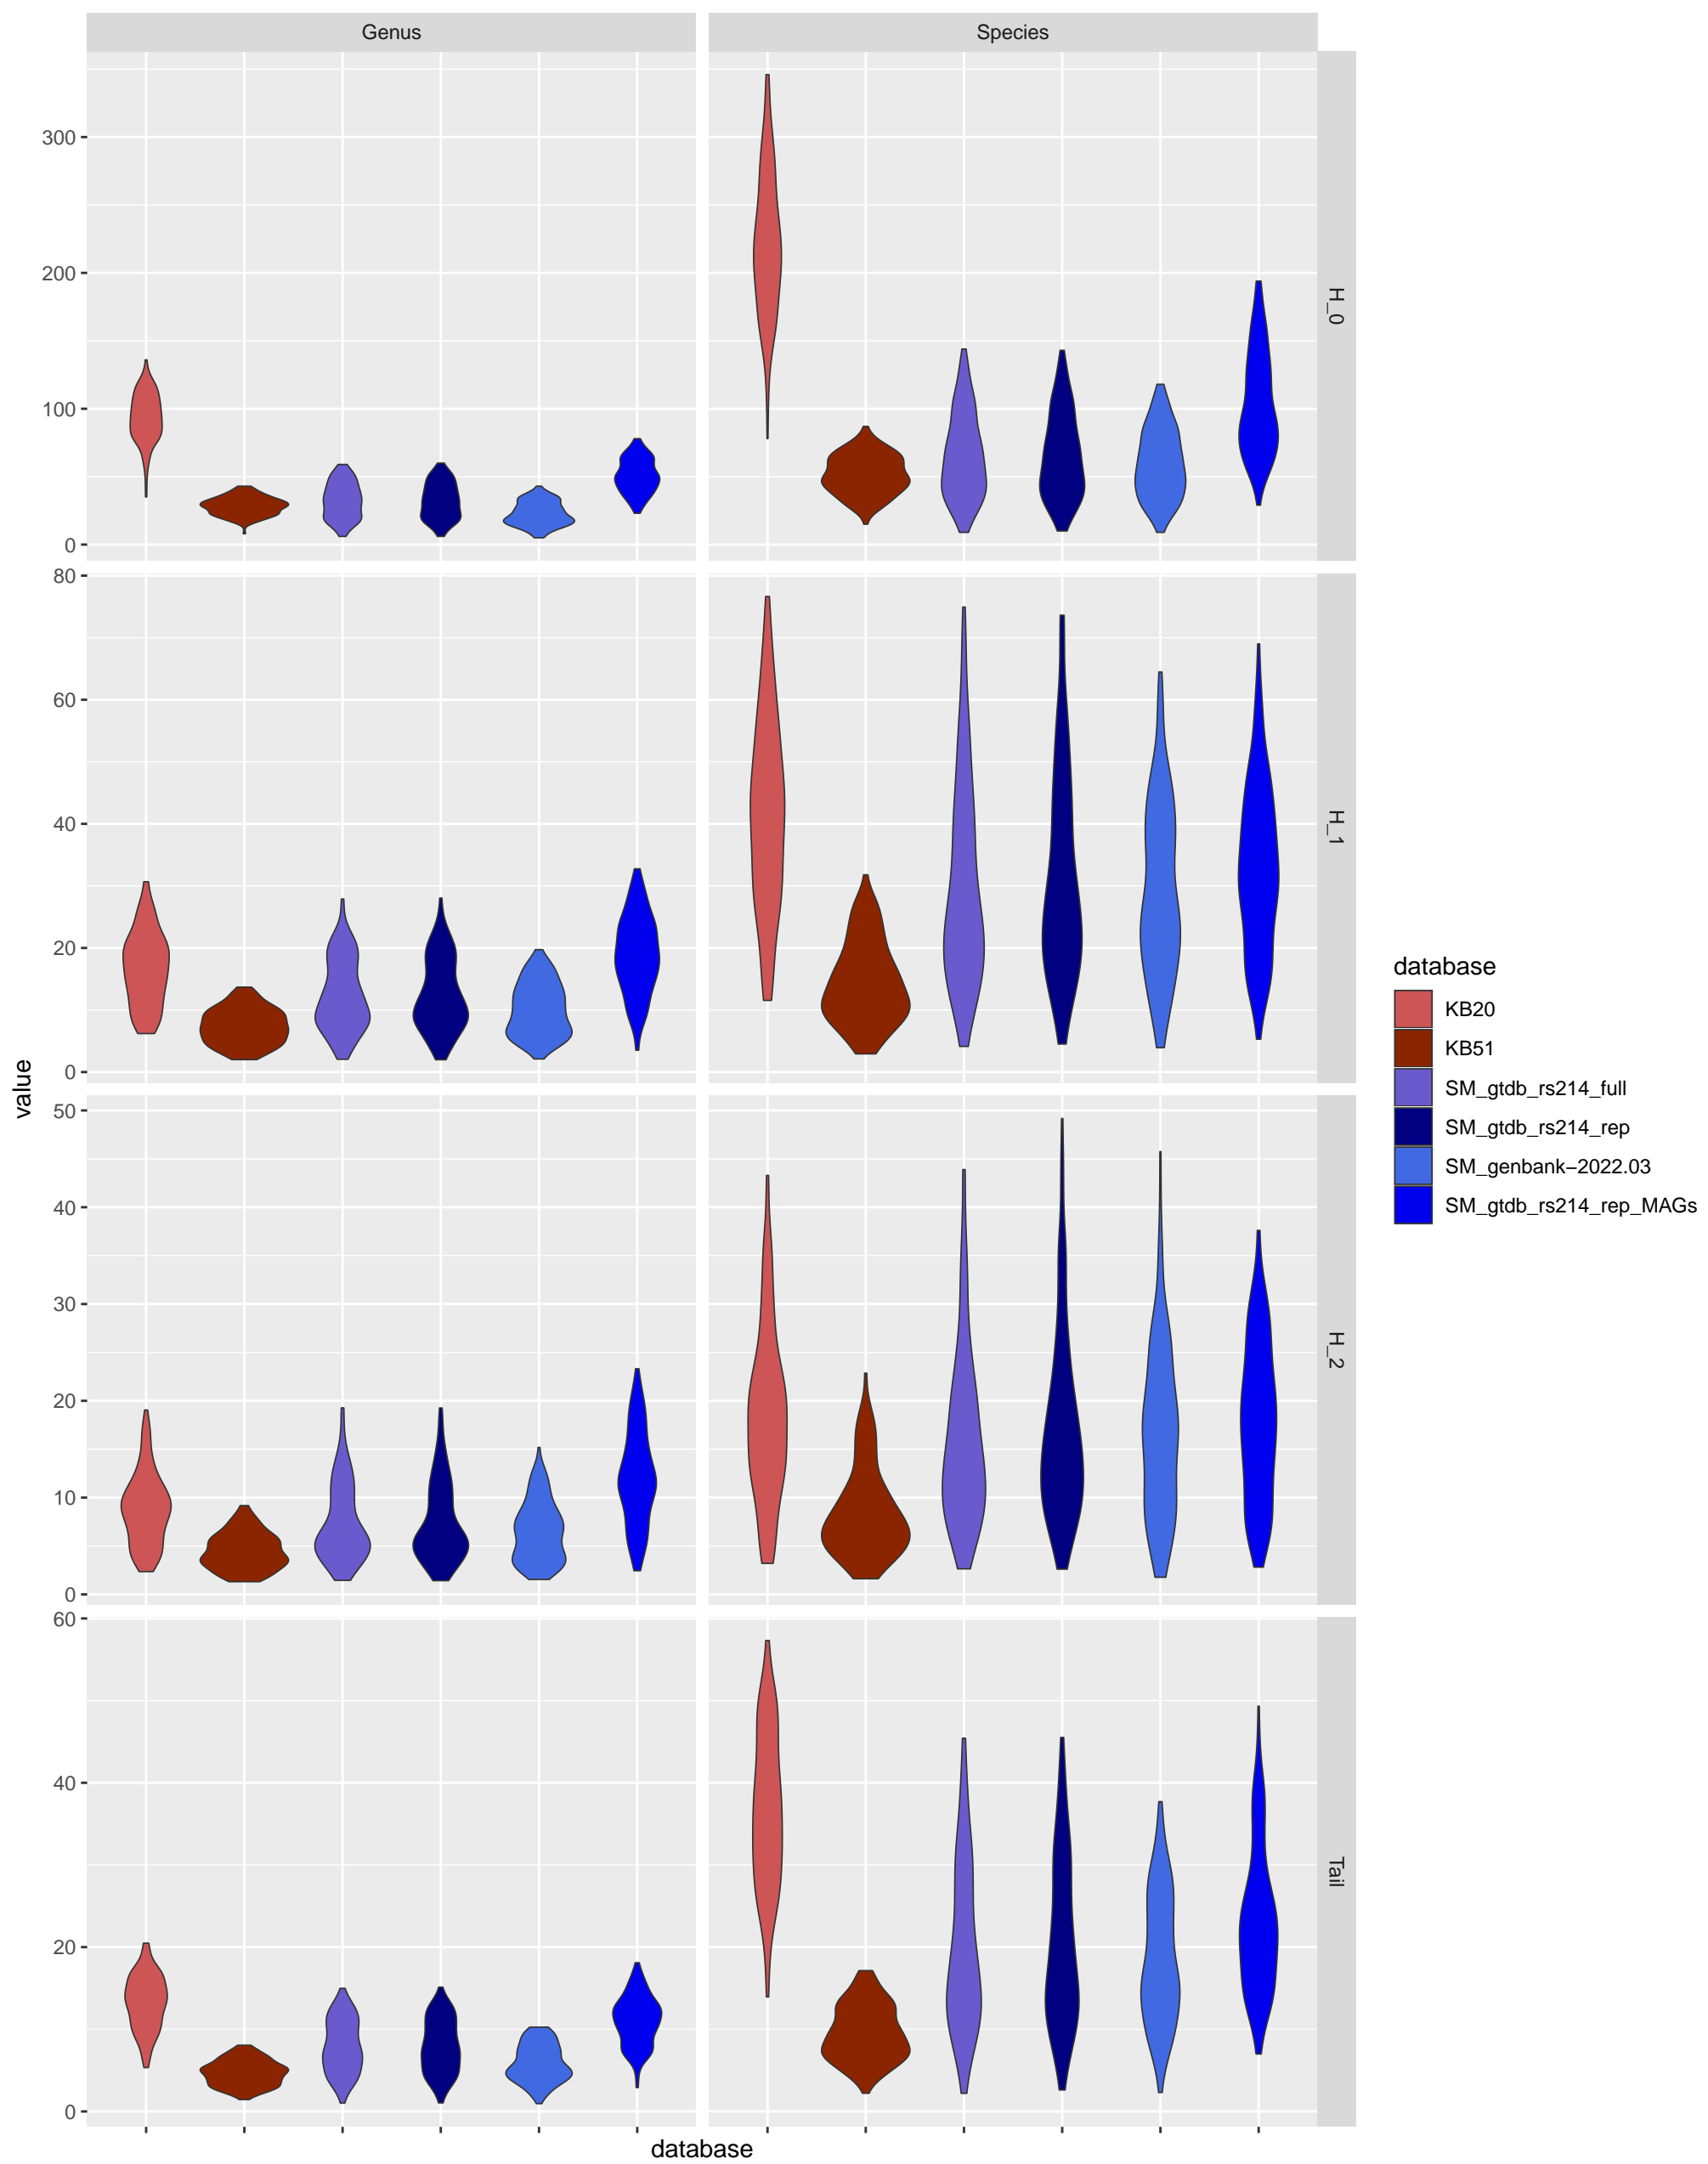 Genus
Species
300
200
100
0
H_0
80
60
40
20
0
H_1
50
40
30
20
10
0
H_2
60
40
20
0
Tail
value
database
database
KB20
KB51
SM_gtdb_rs214_full
SM_gtdb_rs214_rep
SM_genbank−2022.03
SM_gtdb_rs214_rep_MAGs